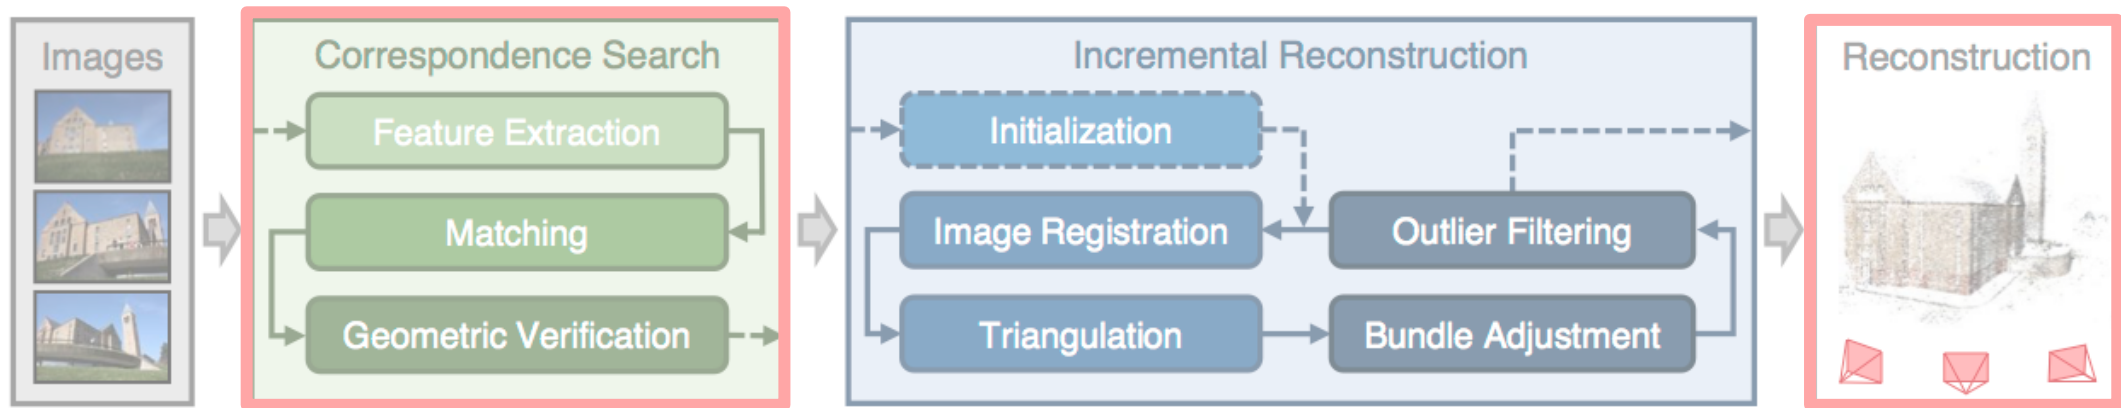 Images
Correspondence Search
Feature Extraction
Matching
Geometric Verification
Incremental Reconstruction
Initialization
Image Registration
Outlier Filtering
Triangulation
Bundle Adjustment
Reconstruction